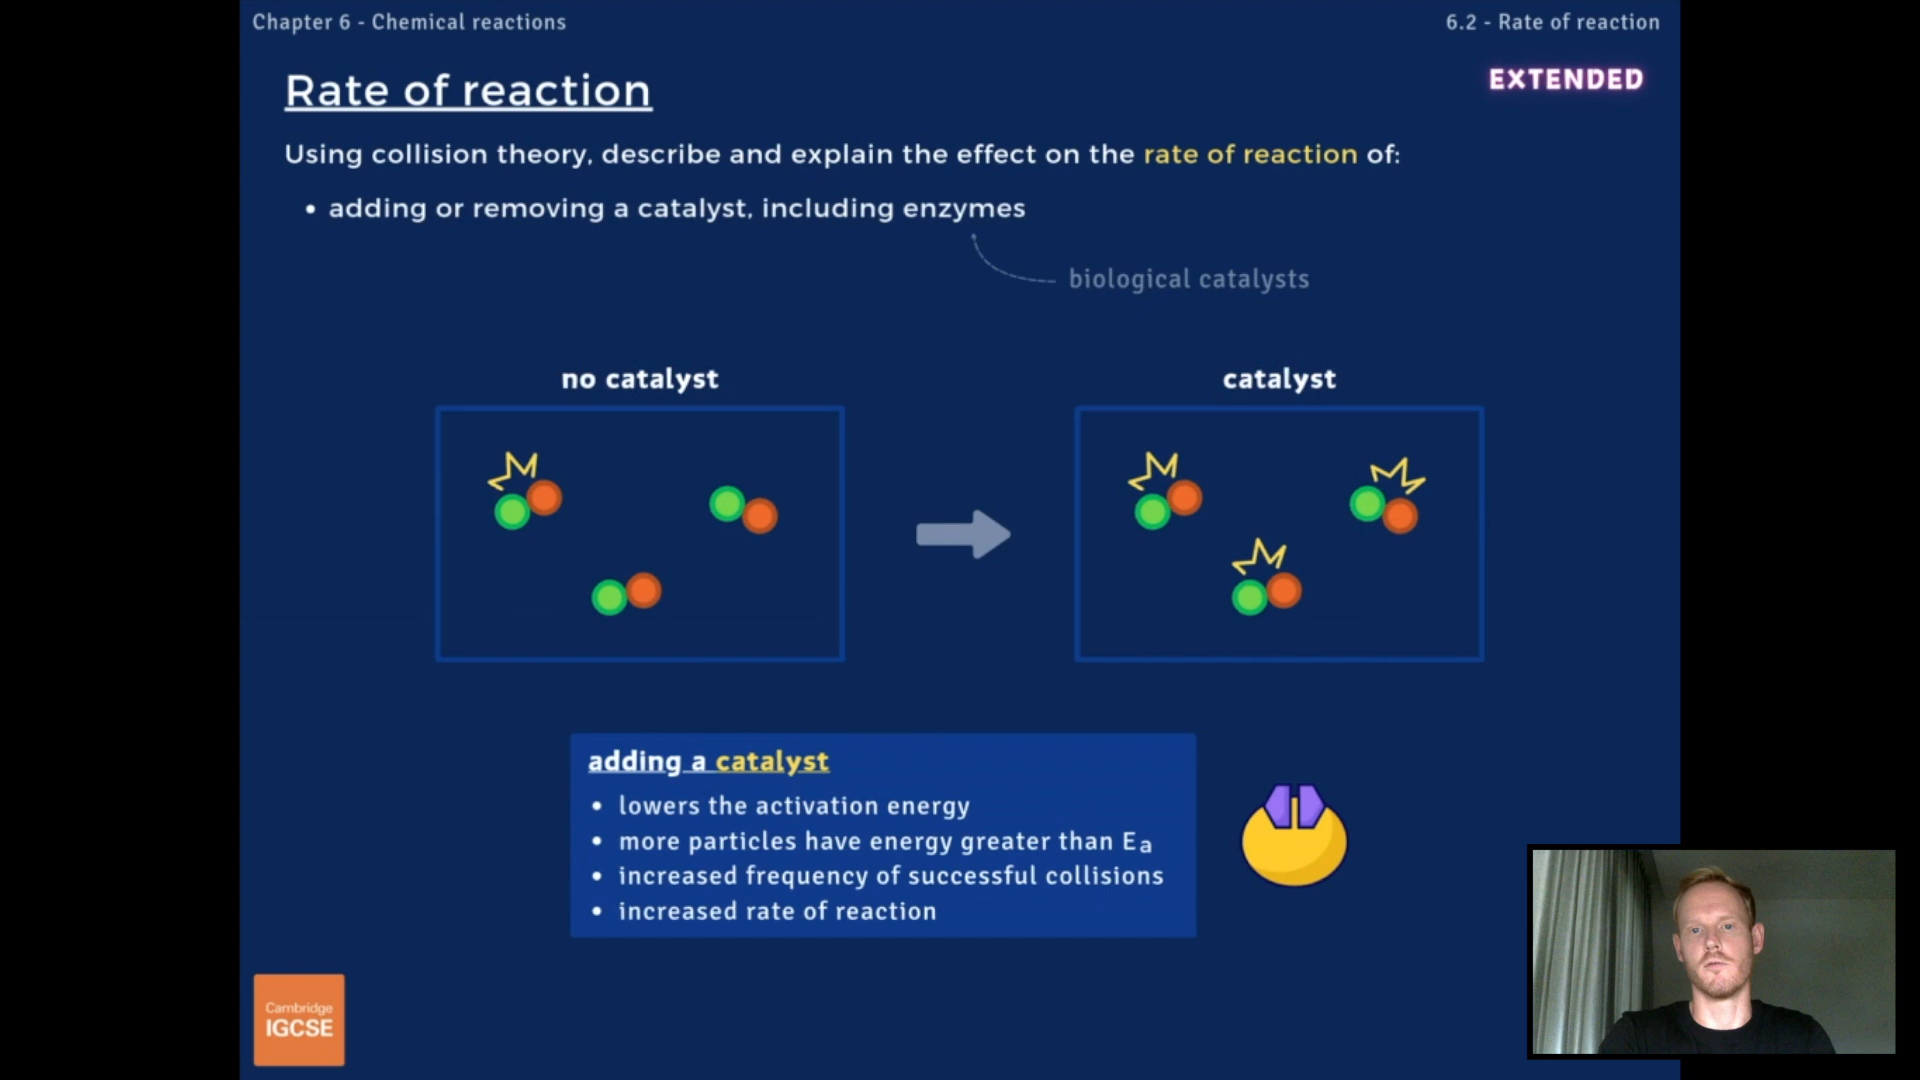 Chapter 6 - Chemical reactions
6.2 - Rate of reaction
EXTENDED
Rate of reaction
Using collision theory, describe and explain the effect on the rate of reaction of:
• adding or removing a catalyst, including enzymes
biological catalysts
no catalyst
catalyst
adding a catalyst
• lowers the activation energy
• more particles have energy greater than Ea
• increased frequency of successful collisions
• increased rate of reaction
Cambridge
IGCSE